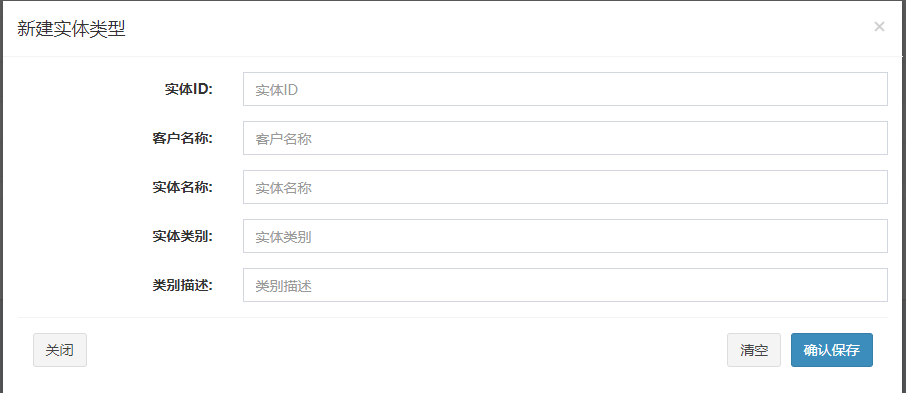 新建实体类型 ×
实体ID: 实体ID
客户名称: 客户名称
实体名称: 实体名称
实体类别: 实体类别
类别描述: 类别描述
关闭 清空 确认保存